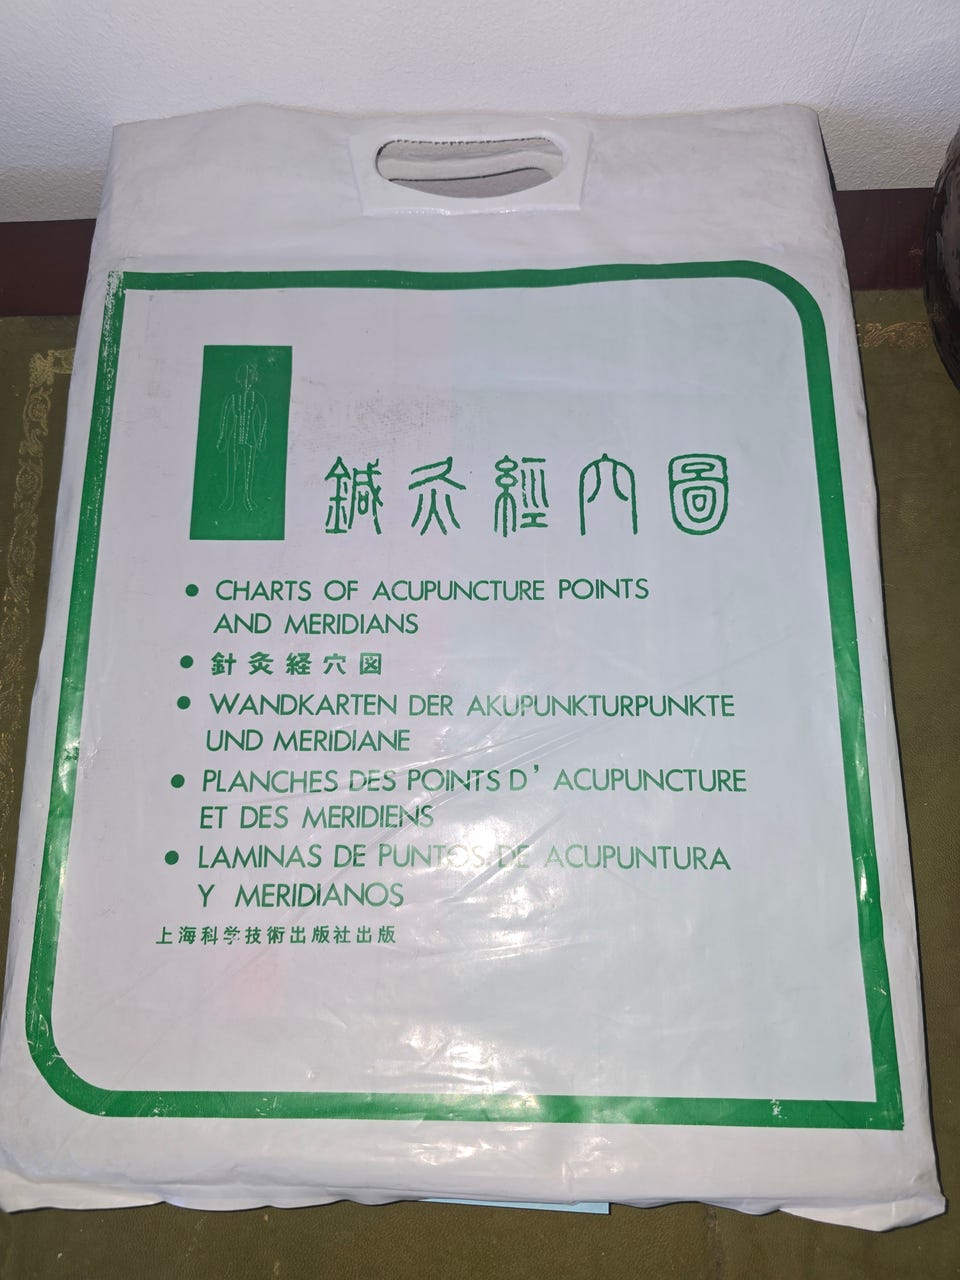 鍼灸經穴圖
● CHARTS OF ACUPUNCTURE POINTS
AND MERIDIANS
● 針灸経穴図
● WANDKARTEN DER AKUPUNKTURPUNKTE
UND MERIDIANE
● PLANCHES DES POINTS D’ACUPUNCTURE
ET DES MERIDIENS
● LAMINAS DE PUNTOS DE ACUPUNTURA
Y MERIDIANOS
上海科学技術出版社出版